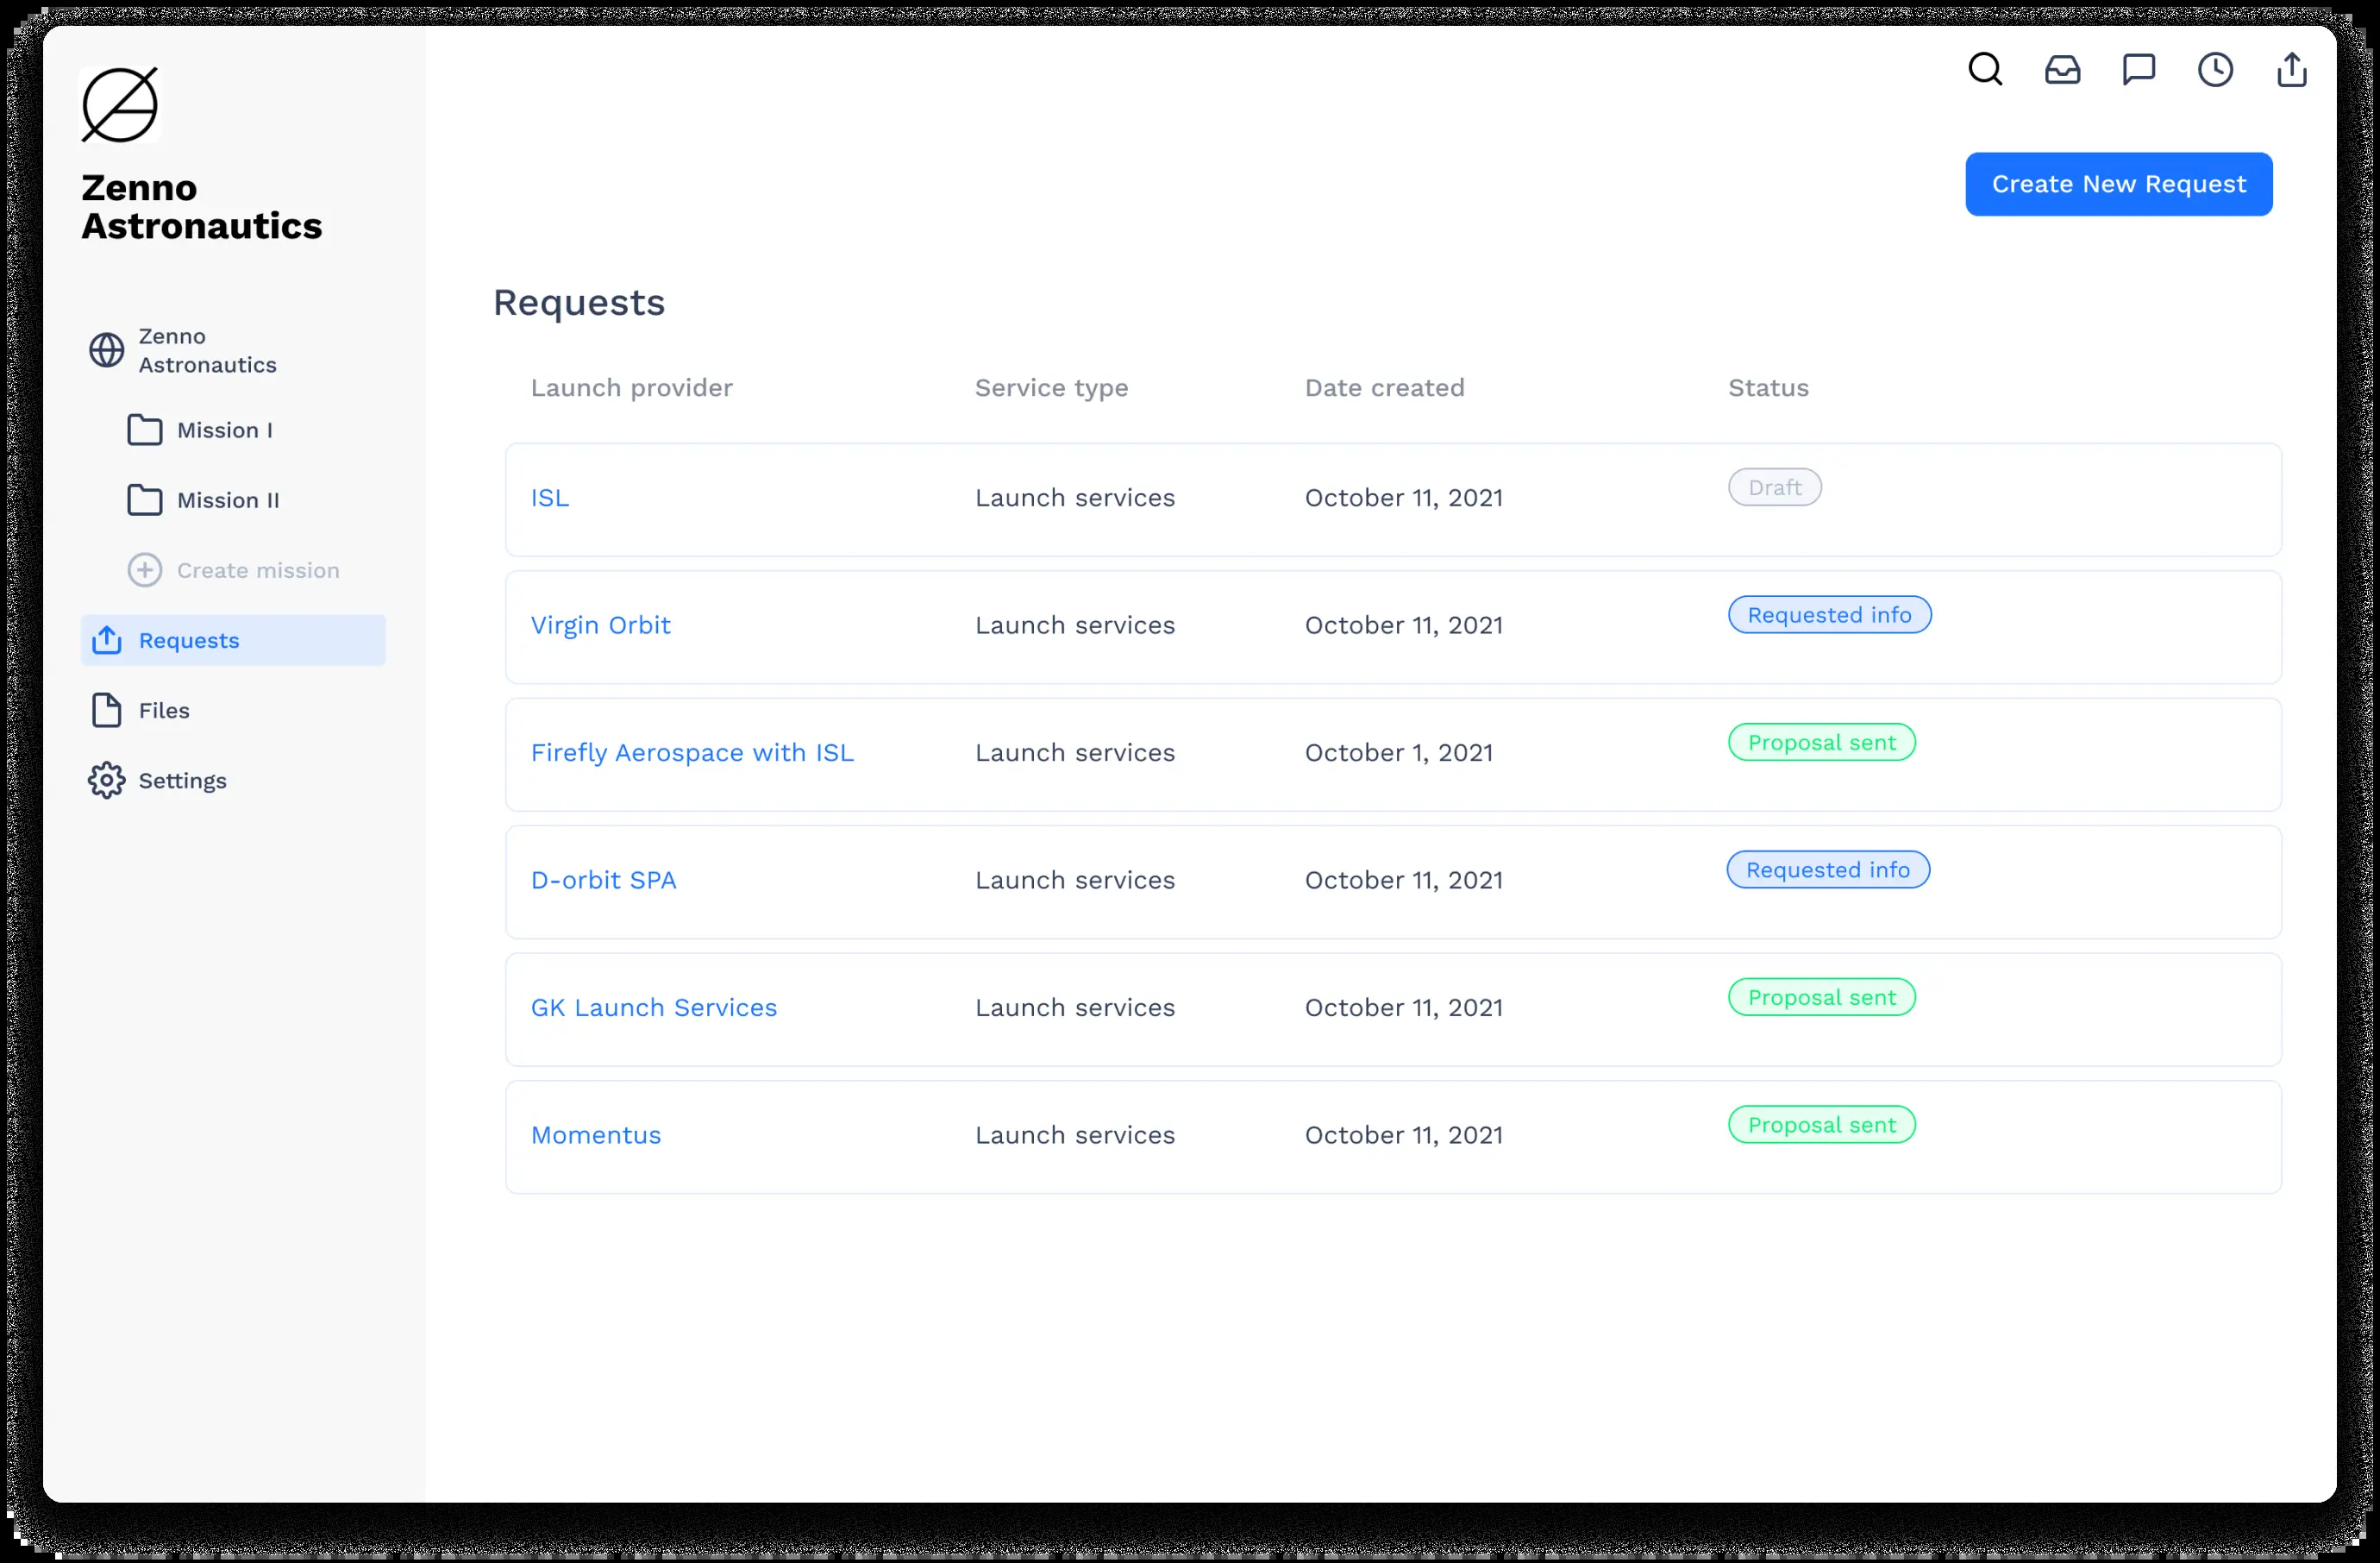 Zenno
Astronautics
Zenno
Astronautics
Mission I
Mission II
Create mission
Requests
Files
Settings
Create New Request
Requests
Launch provider Service type Date created Status
ISL Launch services October 11, 2021 Draft
Virgin Orbit Launch services October 11, 2021 Requested info
Firefly Aerospace with ISL Launch services October 1, 2021 Proposal sent
D-orbit SPA Launch services October 11, 2021 Requested info
GK Launch Services Launch services October 11, 2021 Proposal sent
Momentus Launch services October 11, 2021 Proposal sent